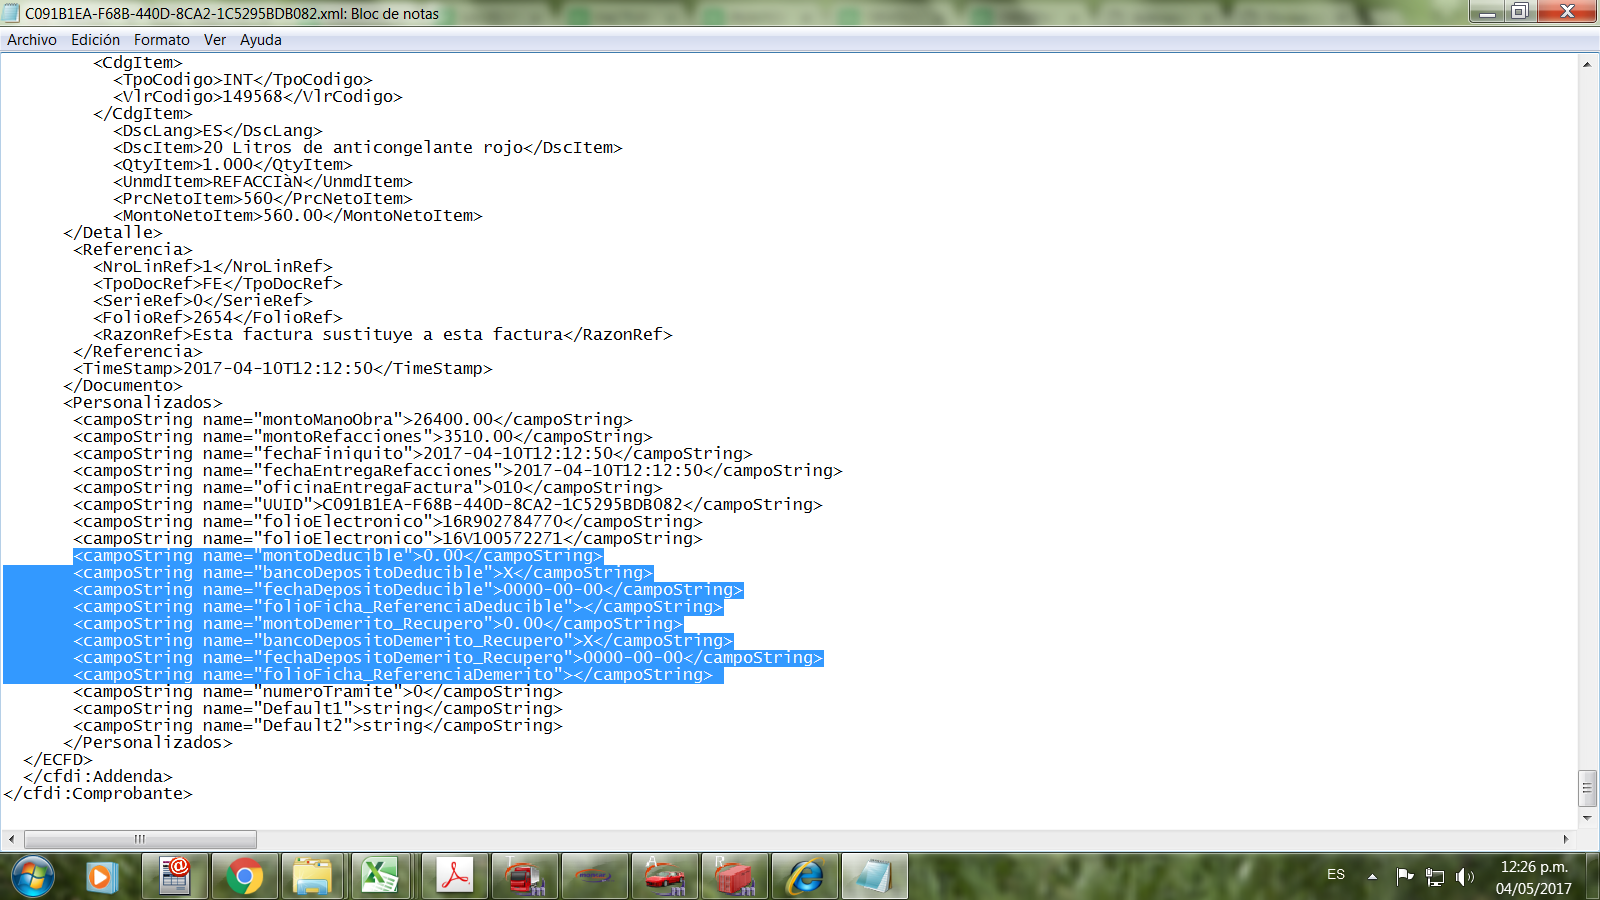 C091B1EA-F68B-440D-8CA2-1C5295BDB082.xml: Bloc de notas
Archivo Edición Formato Ver Ayuda
<CdgItem>
<TpoCodigo>INT</TpoCodigo>
<VlrCodigo>149568</VlrCodigo>
</CdgItem>
<DscLang>ES</DscLang>
<DscItem>20 Litros de anticongelante rojo</DscItem>
<QtyItem>1.000</QtyItem>
<UnmdItem>REFACCIàN</UnmdItem>
<PrcNetoItem>560</PrcNetoItem>
<MontoNetoItem>560.00</MontoNetoItem>
</Detalle>
<Referencia>
<NroLinRef>1</NroLinRef>
<TpoDocRef>FE</TpoDocRef>
<SerieRef>0</SerieRef>
<FolioRef>2654</FolioRef>
<RazonRef>Esta factura sustituye a esta factura</RazonRef>
</Referencia>
<TimeStamp>2017-04-10T12:12:50</TimeStamp>
</Documento>
<Personalizados>
<campoString name="montoManoObra">26400.00</campoString>
<campoString name="montoRefacciones">3510.00</campoString>
<campoString name="fechaFiniquito">2017-04-10T12:12:50</campoString>
<campoString name="fechaEntregaRefacciones">2017-04-10T12:12:50</campoString>
<campoString name="oficinaEntregaFactura">010</campoString>
<campoString name="UUID">C091B1EA-F68B-440D-8CA2-1C5295BDB082</campoString>
<campoString name="folioElectronico">16R902784770</campoString>
<campoString name="folioElectronico">16V100572271</campoString>
<campoString name="montoDeducible">0.00</campoString>
<campoString name="bancoDepositoDeducible">X</campoString>
<campoString name="fechaDepositoDeducible">0000-00-00</campoString>
<campoString name="folioFicha_ReferenciaDeducible"></campoString>
<campoString name="montoDemerito_Recupero">0.00</campoString>
<campoString name="bancoDepositoDemerito_Recupero">X</campoString>
<campoString name="fechaDepositoDemerito_Recupero">0000-00-00</campoString>
<campoString name="folioFicha_ReferenciaDemerito"></campoString>
<campoString name="numeroTramite">0</campoString>
<campoString name="Default1">string</campoString>
<campoString name="Default2">string</campoString>
</Personalizados>
</ECFD>
</cfdi:Addenda>
</cfdi:Comprobante>
T A R
ES
12:26 p.m.
04/05/2017